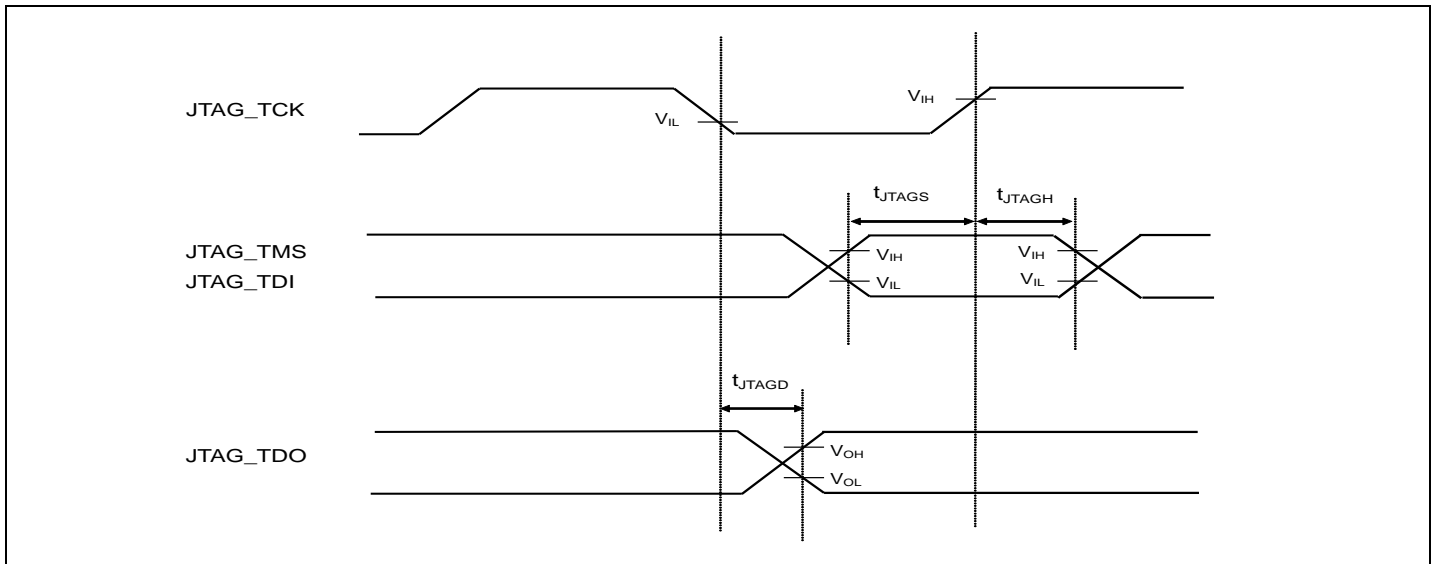 JTAG_TCK
VIL
VIH
tJTAGS
tJTAGH
JTAG_TMS
JTAG_TDI
VIH
VIL
VIH
VIL
tJTAGD
JTAG_TDO
VOH
VOL